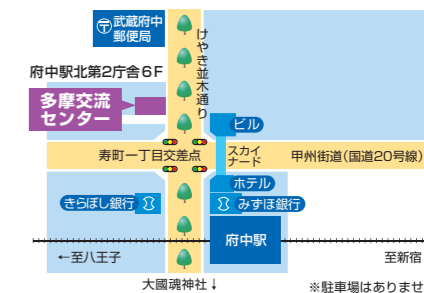 〒武蔵府中
郵便局
けやき並木通り
府中駅北第2庁舎6F
多摩交流
センター
ビル
寿町一丁目交差点
スカイ
ナード
甲州街道(国道20号線)
ホテル
きらぼし銀行
みずほ銀行
府中駅
←至八王子
至新宿
大國魂神社↓
※駐車場はありませ